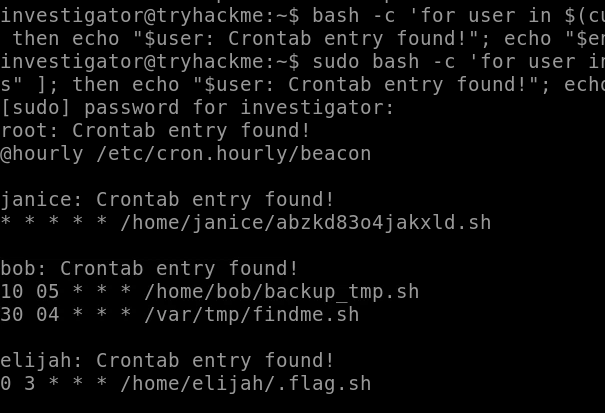 investigator@tryhackme:~$ bash -c 'for user in $(cu
 then echo "$user: Crontab entry found!"; echo "$en
investigator@tryhackme:~$ sudo bash -c 'for user in
s" ]; then echo "$user: Crontab entry found!"; echo
[sudo] password for investigator:
root: Crontab entry found!
@hourly /etc/cron.hourly/beacon

janice: Crontab entry found!
* * * * * /home/janice/abzkd83o4jakxld.sh

bob: Crontab entry found!
10 05 * * * /home/bob/backup_tmp.sh
30 04 * * * /var/tmp/findme.sh

elijah: Crontab entry found!
0 3 * * * /home/elijah/.flag.sh